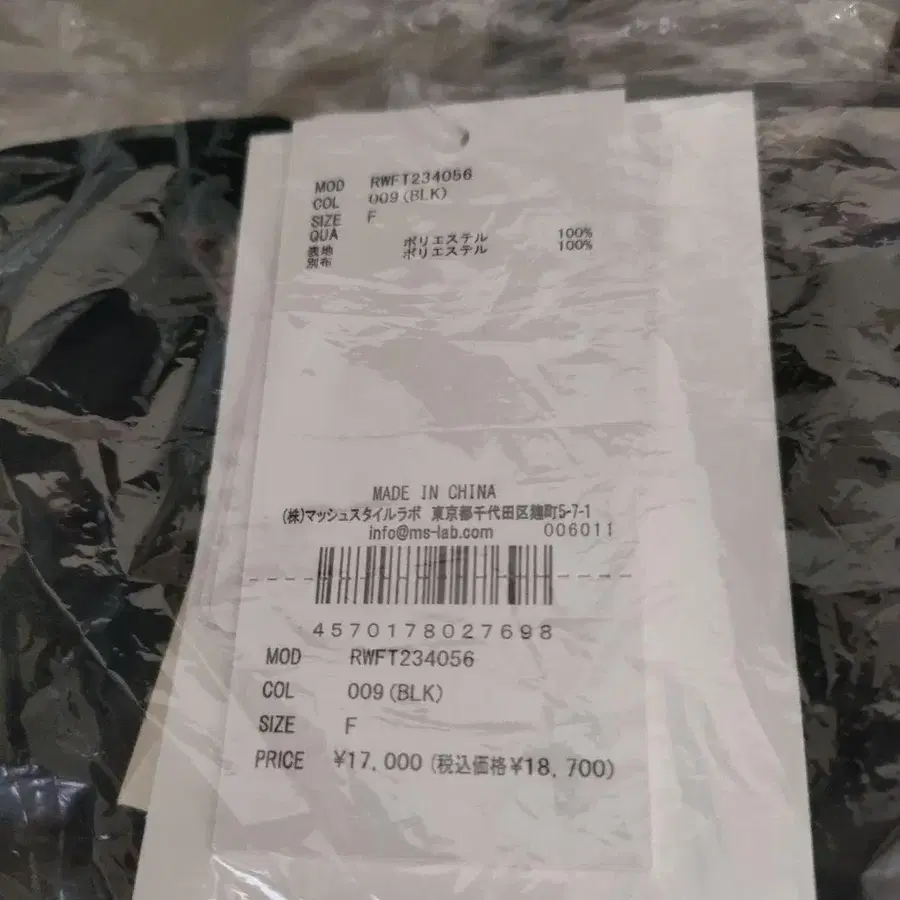 MOD RWFT234056
COL 009(BLK)
SIZE F
QUA
表地 ポリエステル 100%
別布 ポリエステル 100%
MADE IN CHINA
(株)マッシュスタイルラボ 東京都千代田区麹町5-7-1
info@ms-lab.com 006011
4570178027698
MOD RWFT234056
COL 009(BLK)
SIZE F
PRICE ¥17,000(税込価格¥18,700)